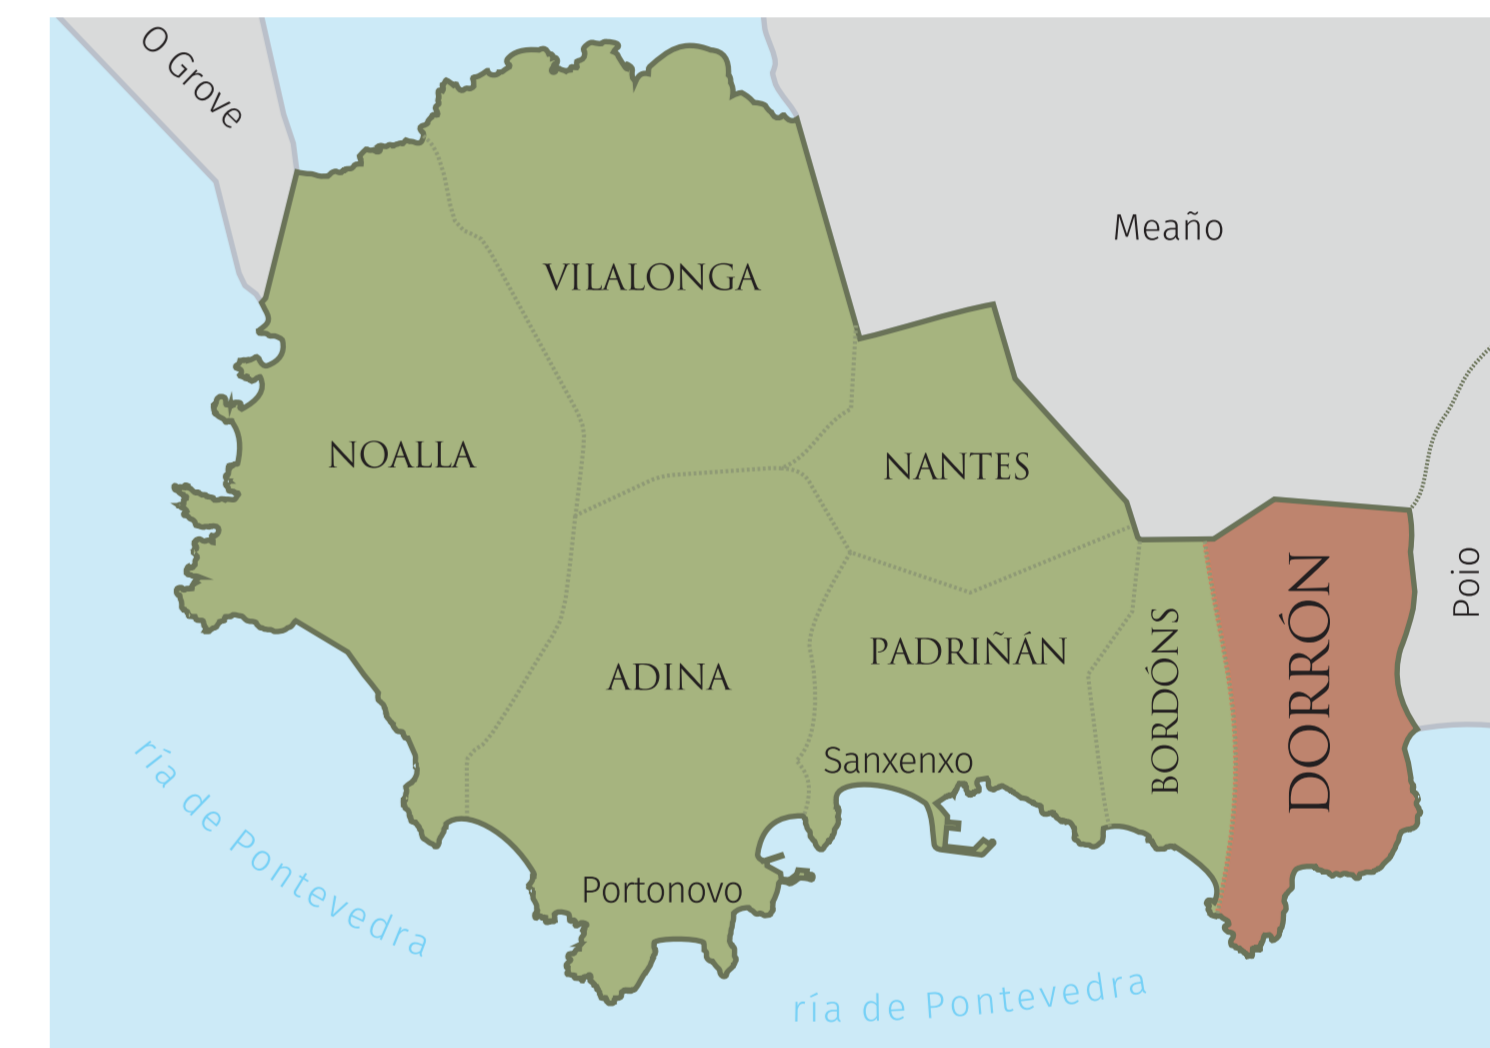 O Grove
Meaño
VILALONGA
NOALLA
NANTES
Poio
DORRÓN
PADRIÑÁN
BORDÓNS
ADINA
Sanxenxo
Portonovo
ría de Pontevedra
ría de Pontevedra